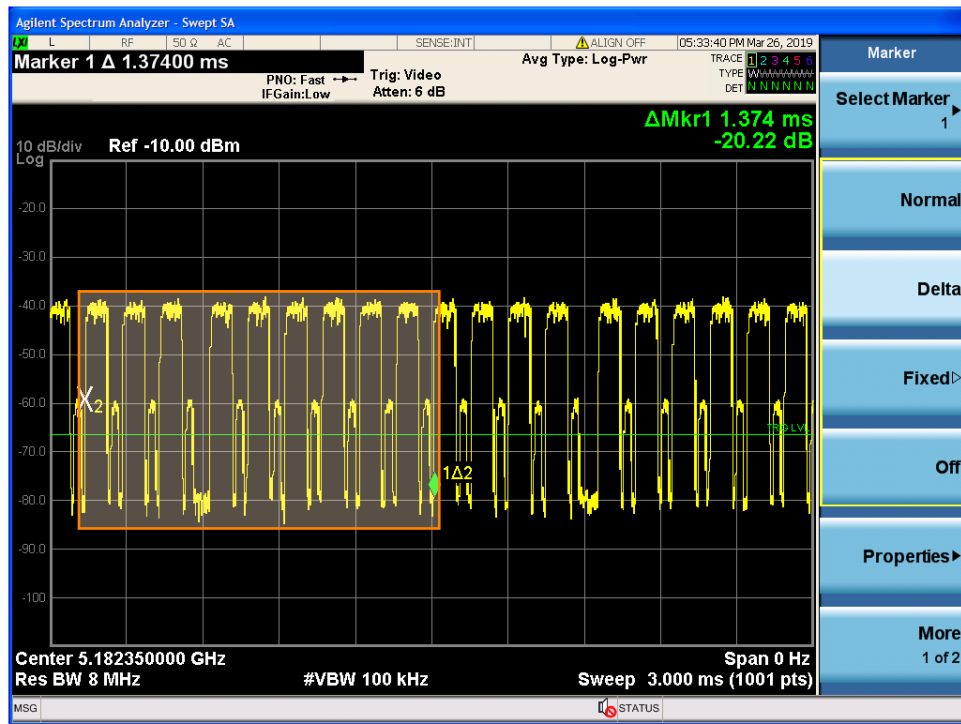 Agilent Spectrum Analyzer - Swept SA
LXI L RF 50 Ω AC SENSE:INT ALIGN OFF 05:33:40 PM Mar 26, 2019
Marker 1 Δ 1.37400 ms
PNO: Fast
IFGain:Low
Trig: Video
Atten: 6 dB
Avg Type: Log-Pwr
TRACE 1 2 3 4 5 6
TYPE W
DET N N N N N N
ΔMkr1 1.374 ms
-20.22 dB
10 dB/div Ref -10.00 dBm
Log
-20.0
-30.0
-40.0
-50.0
-60.0
-70.0
-80.0
-90.0
-100
X2
1Δ2
TRIG LVL
Center 5.182350000 GHz Span 0 Hz
Res BW 8 MHz #VBW 100 kHz Sweep 3.000 ms (1001 pts)
MSG STATUS
Marker
Select Marker
1
Normal
Delta
Fixed
Off
Properties
More
1 of 2